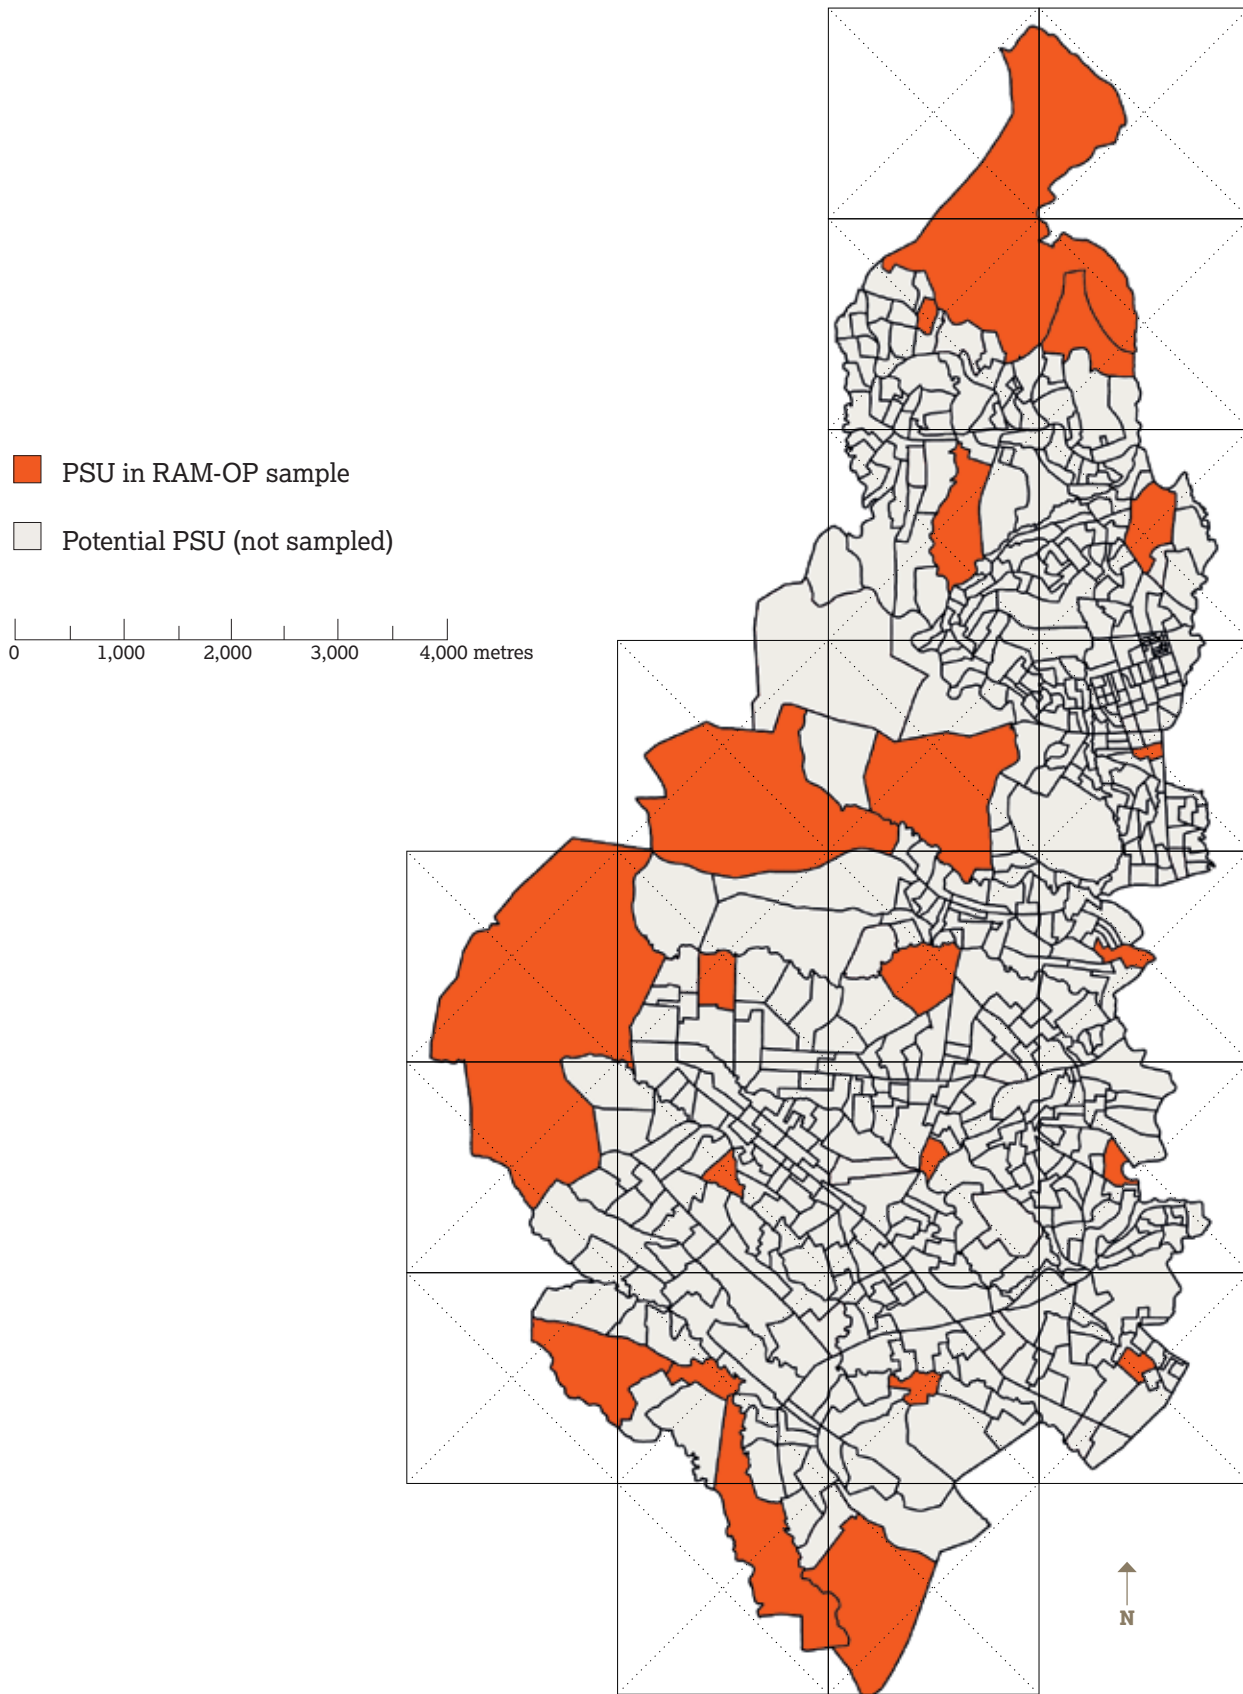 PSU in RAM-OP sample
Potential PSU (not sampled)
0 1,000 2,000 3,000 4,000 metres
N